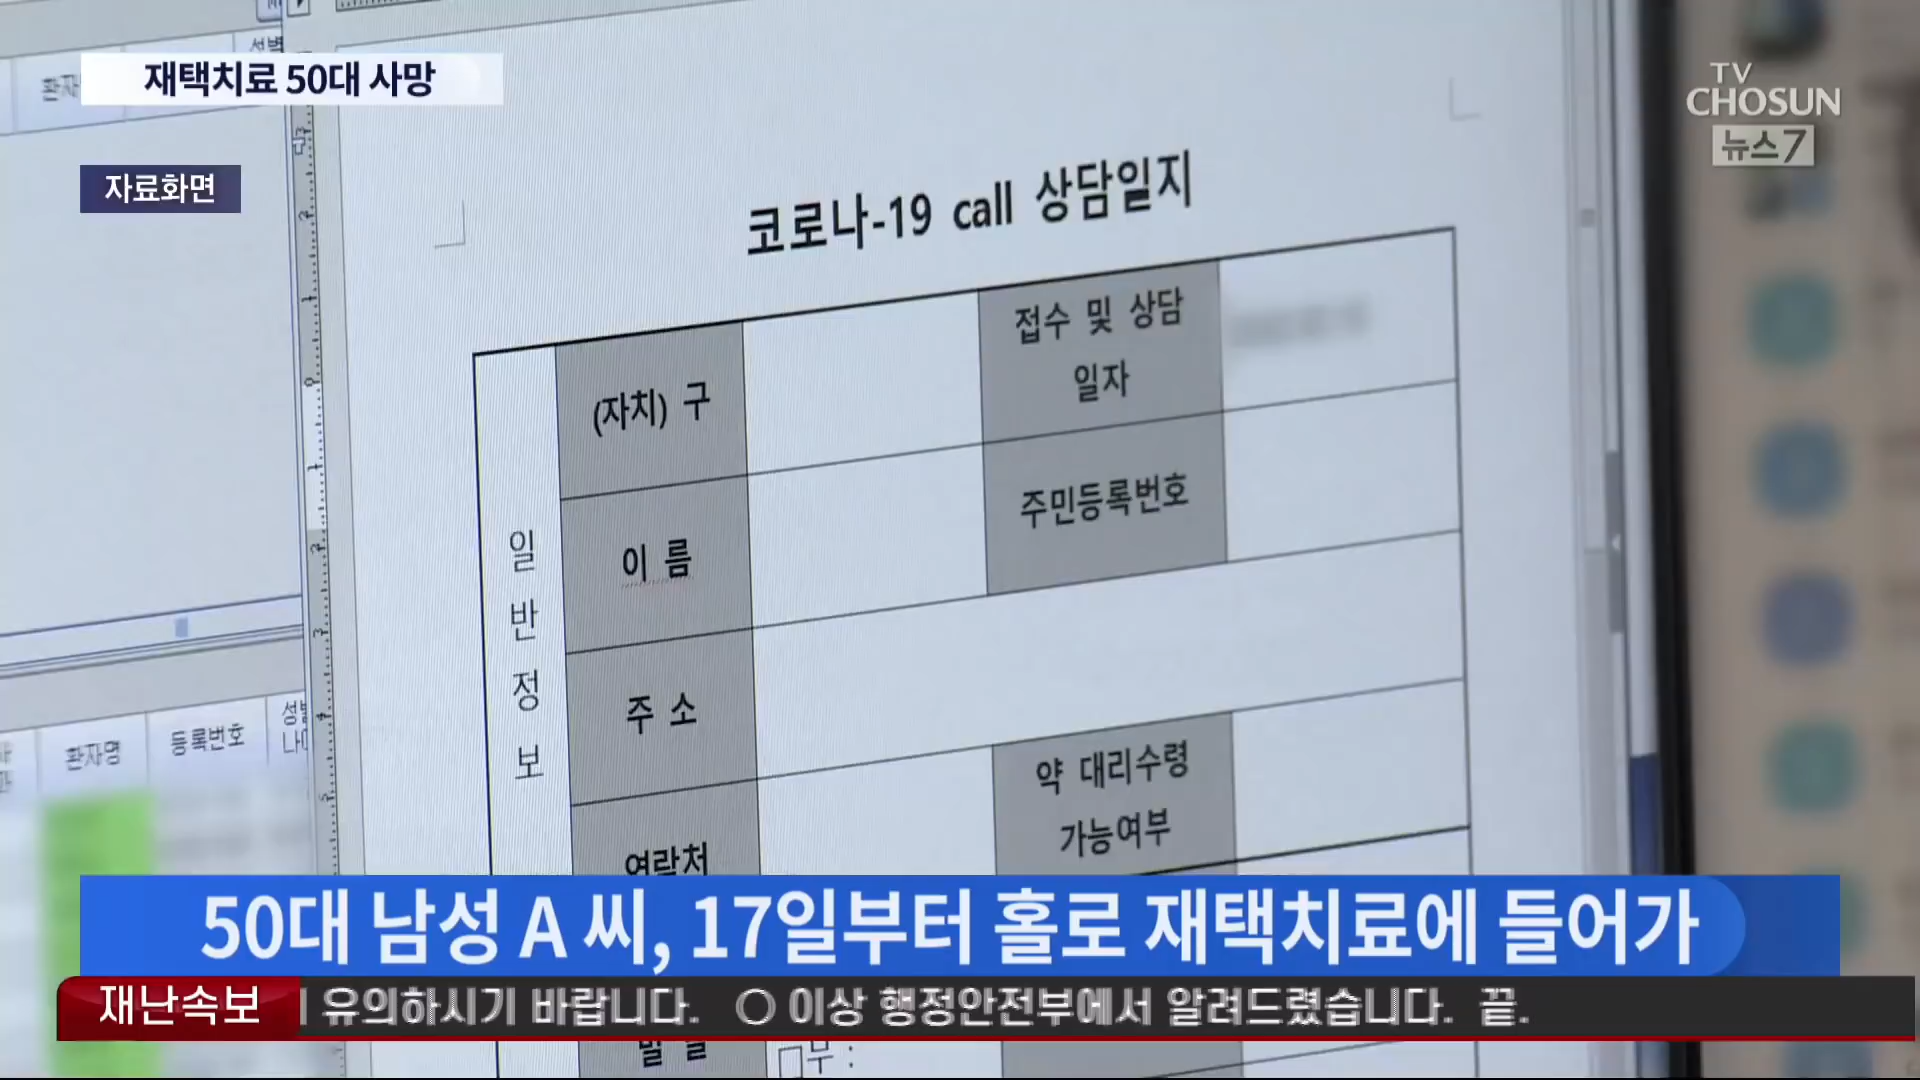 재택치료 50대 사망
TV
CHOSUN
뉴스7
자료화면
코로나-19 call 상담일지
(자치) 구
접수 및 상담
일자
이 름
주민등록번호
일
반
정
보
주 소
약 대리수령
가능여부
연락처
환자명
등록번호
50대 남성 A 씨, 17일부터 홀로 재택치료에 들어가
재난속보
유의하시기 바랍니다. ○ 이상 행정안전부에서 알려드렸습니다. 끝.